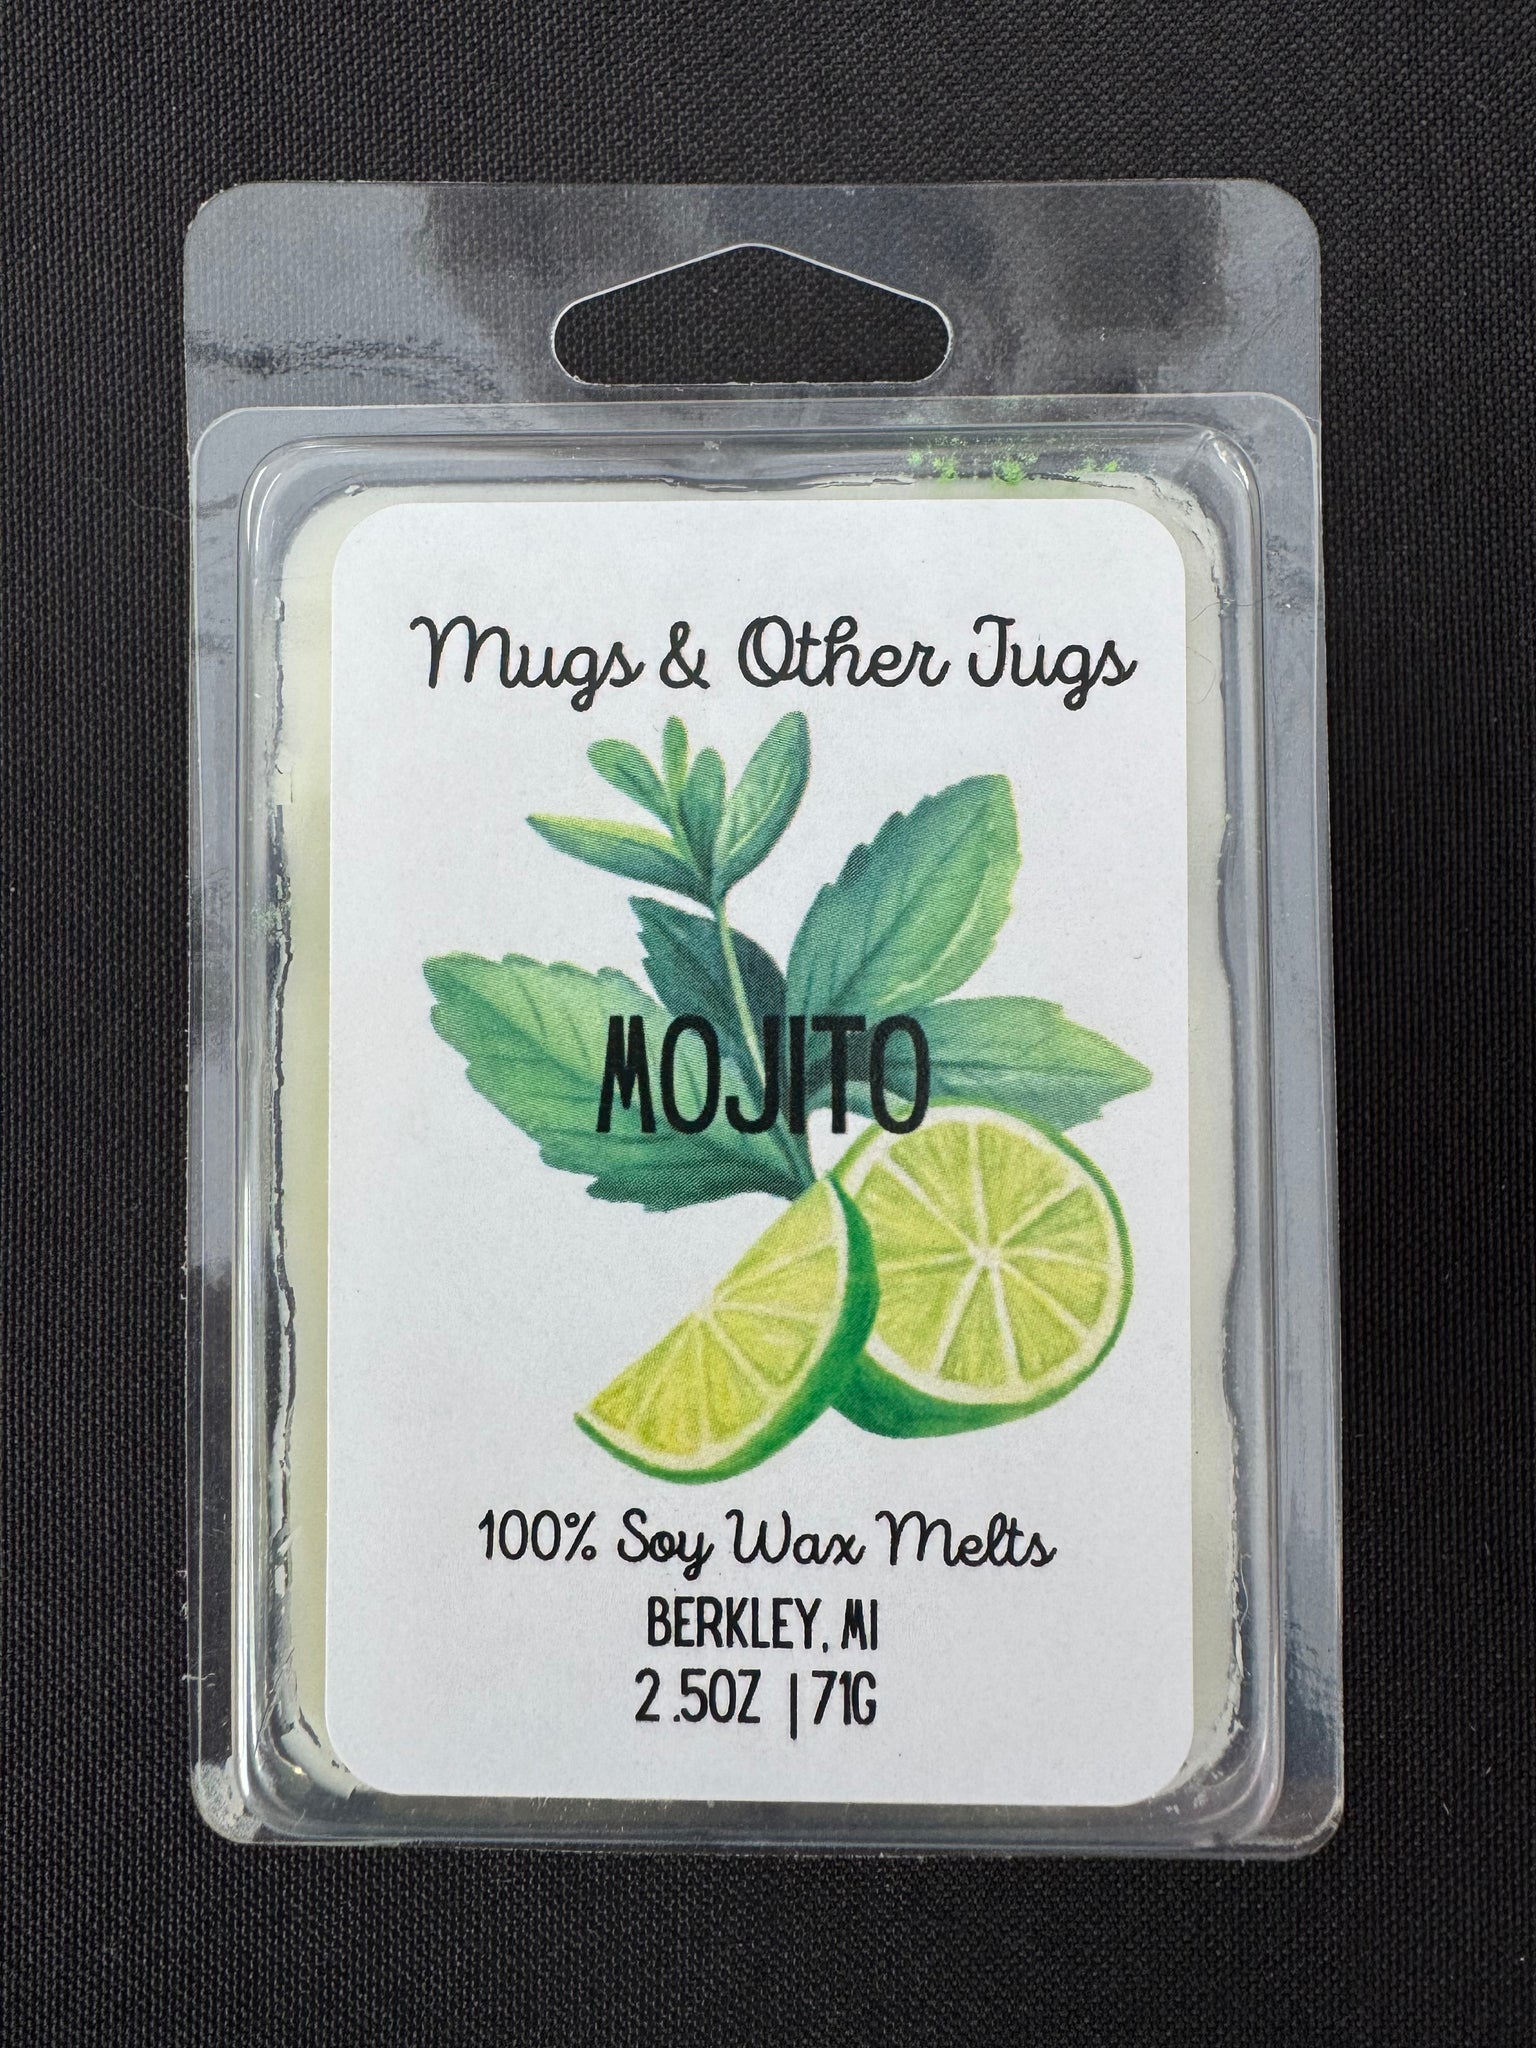 Mugs & Other Jugs
MOJITO
100% Soy Wax Melts
BERKLEY, MI
2.5OZ | 71G